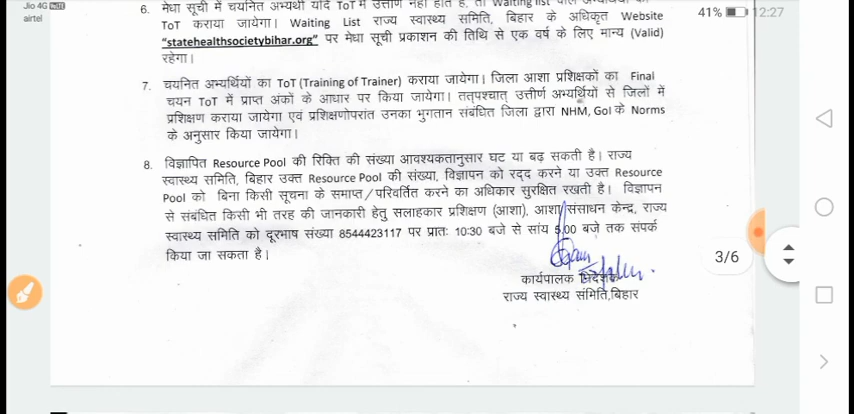 Jio 4G
airtel
41%
12:27
6. मेधा सूची में चयनित अभ्यर्थी यदि ToT में उत्तीर्ण नहीं होते हैं, तो Waiting list
ToT कराया जायेगा। Waiting List राज्य स्वास्थ्य समिति, बिहार के अधिकृत Website
"statehealthsocietybihar.org" पर मेधा सूची प्रकाशन की तिथि से एक वर्ष के लिए मान्य (Valid)
रहेगा।
7. चयनित अभ्यर्थियों का ToT (Training of Trainer) कराया जायेगा। जिला आशा प्रशिक्षकों का Final
चयन ToT में प्राप्त अंकों के आधार पर किया जायेगा। तत्पश्चात् उत्तीर्ण अभ्यर्थियों से जिलों में
प्रशिक्षण कराया जायेगा एवं प्रशिक्षणोपरांत उनका भुगतान संबंधित जिला द्वारा NHM, GoI के Norms
के अनुसार किया जायेगा।
8. विज्ञापित Resource Pool की रिक्ति की संख्या आवश्यकतानुसार घट या बढ़ सकती है। राज्य
स्वास्थ्य समिति, बिहार उक्त Resource Pool की संख्या, विज्ञापन को रद्द करने या उक्त Resource
Pool को बिना किसी सूचना के समाप्त/परिवर्तित करने का अधिकार सुरक्षित रखती है। विज्ञापन
से संबंधित किसी भी तरह की जानकारी हेतु सलाहकार प्रशिक्षण (आशा), आशा संसाधन केन्द्र, राज्य
स्वास्थ्य समिति को दूरभाष संख्या 8544423117 पर प्रातः 10:30 बजे से सांय 5.00 बजे तक संपर्क
किया जा सकता है।
3/6
कार्यपालक निदेशक
राज्य स्वास्थ्य समिति,बिहार